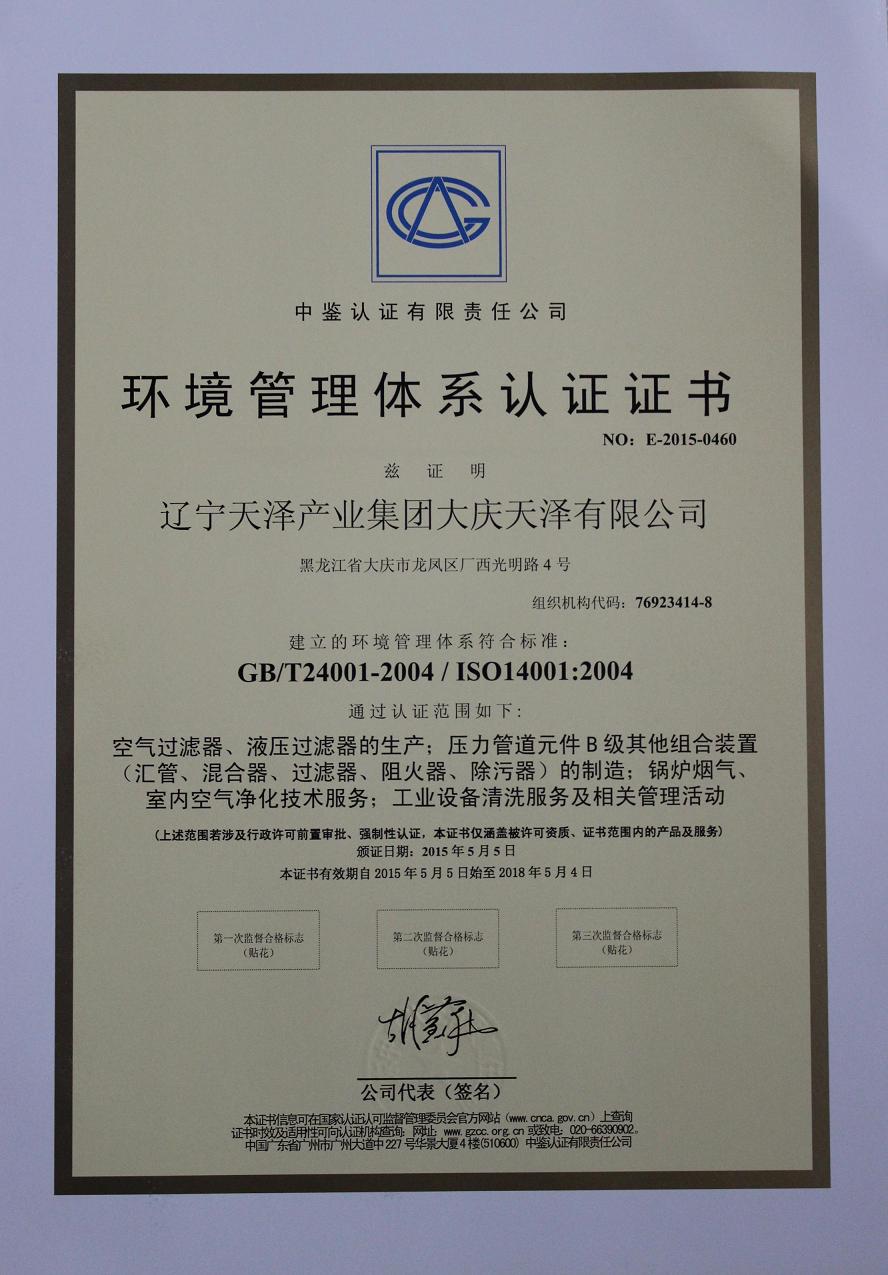 中鉴认证有限责任公司
环境管理体系认证证书
NO：E-2015-0460
兹证明
辽宁天泽产业集团大庆天泽有限公司
黑龙江省大庆市龙凤区厂西光明路 4 号
组织机构代码：76923414-8
建立的环境管理体系符合标准：
GB/T24001-2004 / ISO14001:2004
通过认证范围如下：
空气过滤器、液压过滤器的生产；压力管道元件 B 级其他组合装置
（汇管、混合器、过滤器、阻火器、除污器）的制造；锅炉烟气、
室内空气净化技术服务；工业设备清洗服务及相关管理活动
（上述范围若涉及行政许可前置审批、强制性认证，本证书仅涵盖被许可资质、证书范围内的产品及服务）
颁证日期：2015 年 5 月 5 日
本证书有效期自 2015 年 5 月 5 日始至 2018 年 5 月 4 日
第一次监督合格标志
（贴花）
第二次监督合格标志
（贴花）
第三次监督合格标志
（贴花）
公司代表（签名）
本证书信息可在国家认证认可监督管理委员会官方网站（www.cnca.gov.cn）上查询
证书时效及适用性可向认证机构查询：网址：www.gzcc.org.cn 或致电：020-66390902。
中国广东省广州市广州大道中 227 号华景大厦 4 楼(510600) 中鉴认证有限责任公司